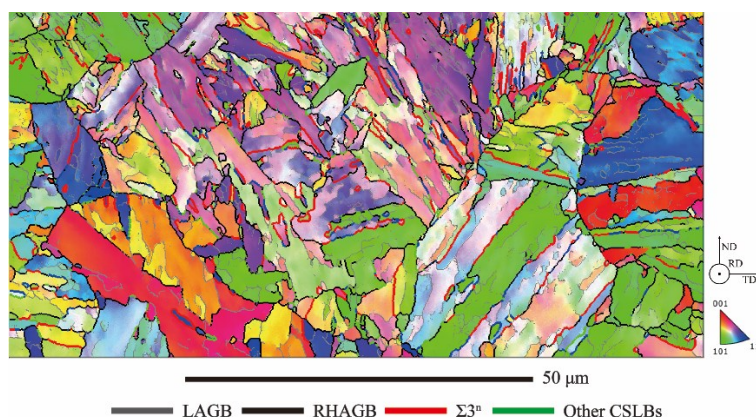 ND
RD
TD
001
101 1
50 μm
LAGB RHAGB Σ3ⁿ Other CSLBs